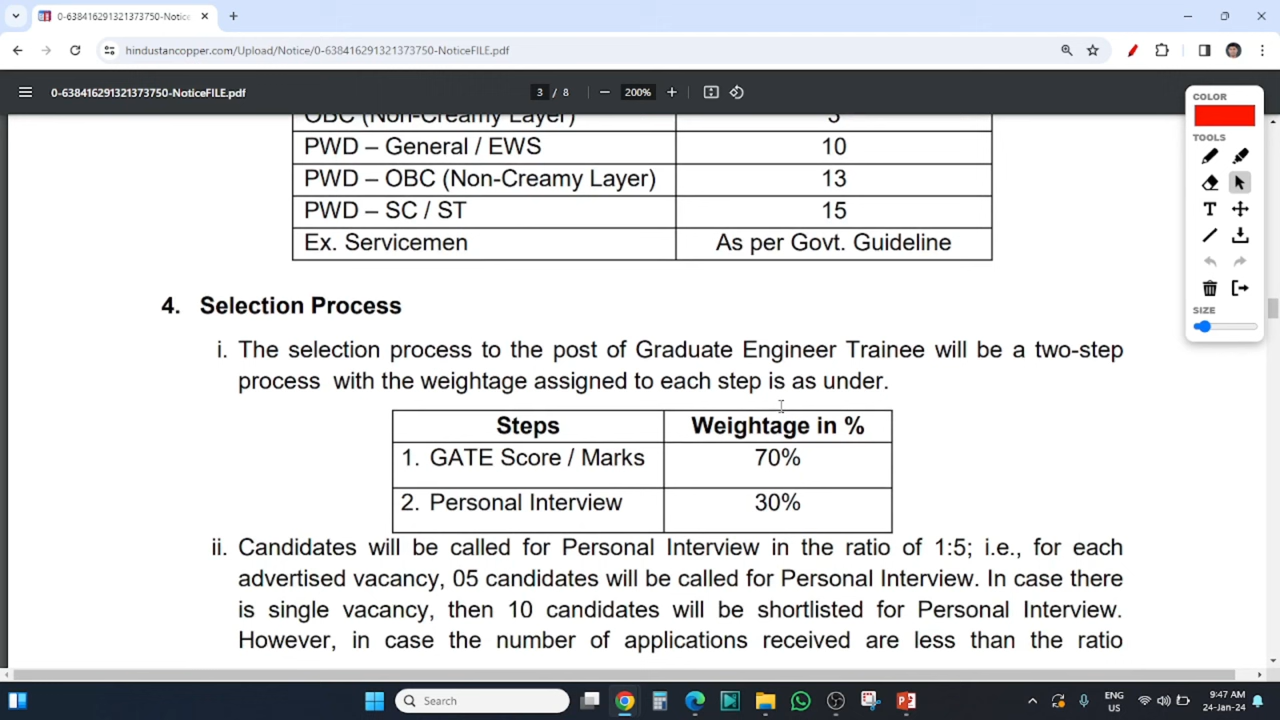 0-638416291321373750-Notice
hindustancopper.com/Upload/Notice/0-638416291321373750-NoticeFILE.pdf
0-638416291321373750-NoticeFILE.pdf
3 / 8
200%
COLOR
TOOLS
T
SIZE
OBC (Non-Creamy Layer) 3
PWD – General / EWS 10
PWD – OBC (Non-Creamy Layer) 13
PWD – SC / ST 15
Ex. Servicemen As per Govt. Guideline
4. Selection Process
i. The selection process to the post of Graduate Engineer Trainee will be a two-step
process with the weightage assigned to each step is as under.
Steps Weightage in %
1. GATE Score / Marks 70%
2. Personal Interview 30%
ii. Candidates will be called for Personal Interview in the ratio of 1:5; i.e., for each
advertised vacancy, 05 candidates will be called for Personal Interview. In case there
is single vacancy, then 10 candidates will be shortlisted for Personal Interview.
However, in case the number of applications received are less than the ratio
Search
ENG
US
9:47 AM
24-Jan-24